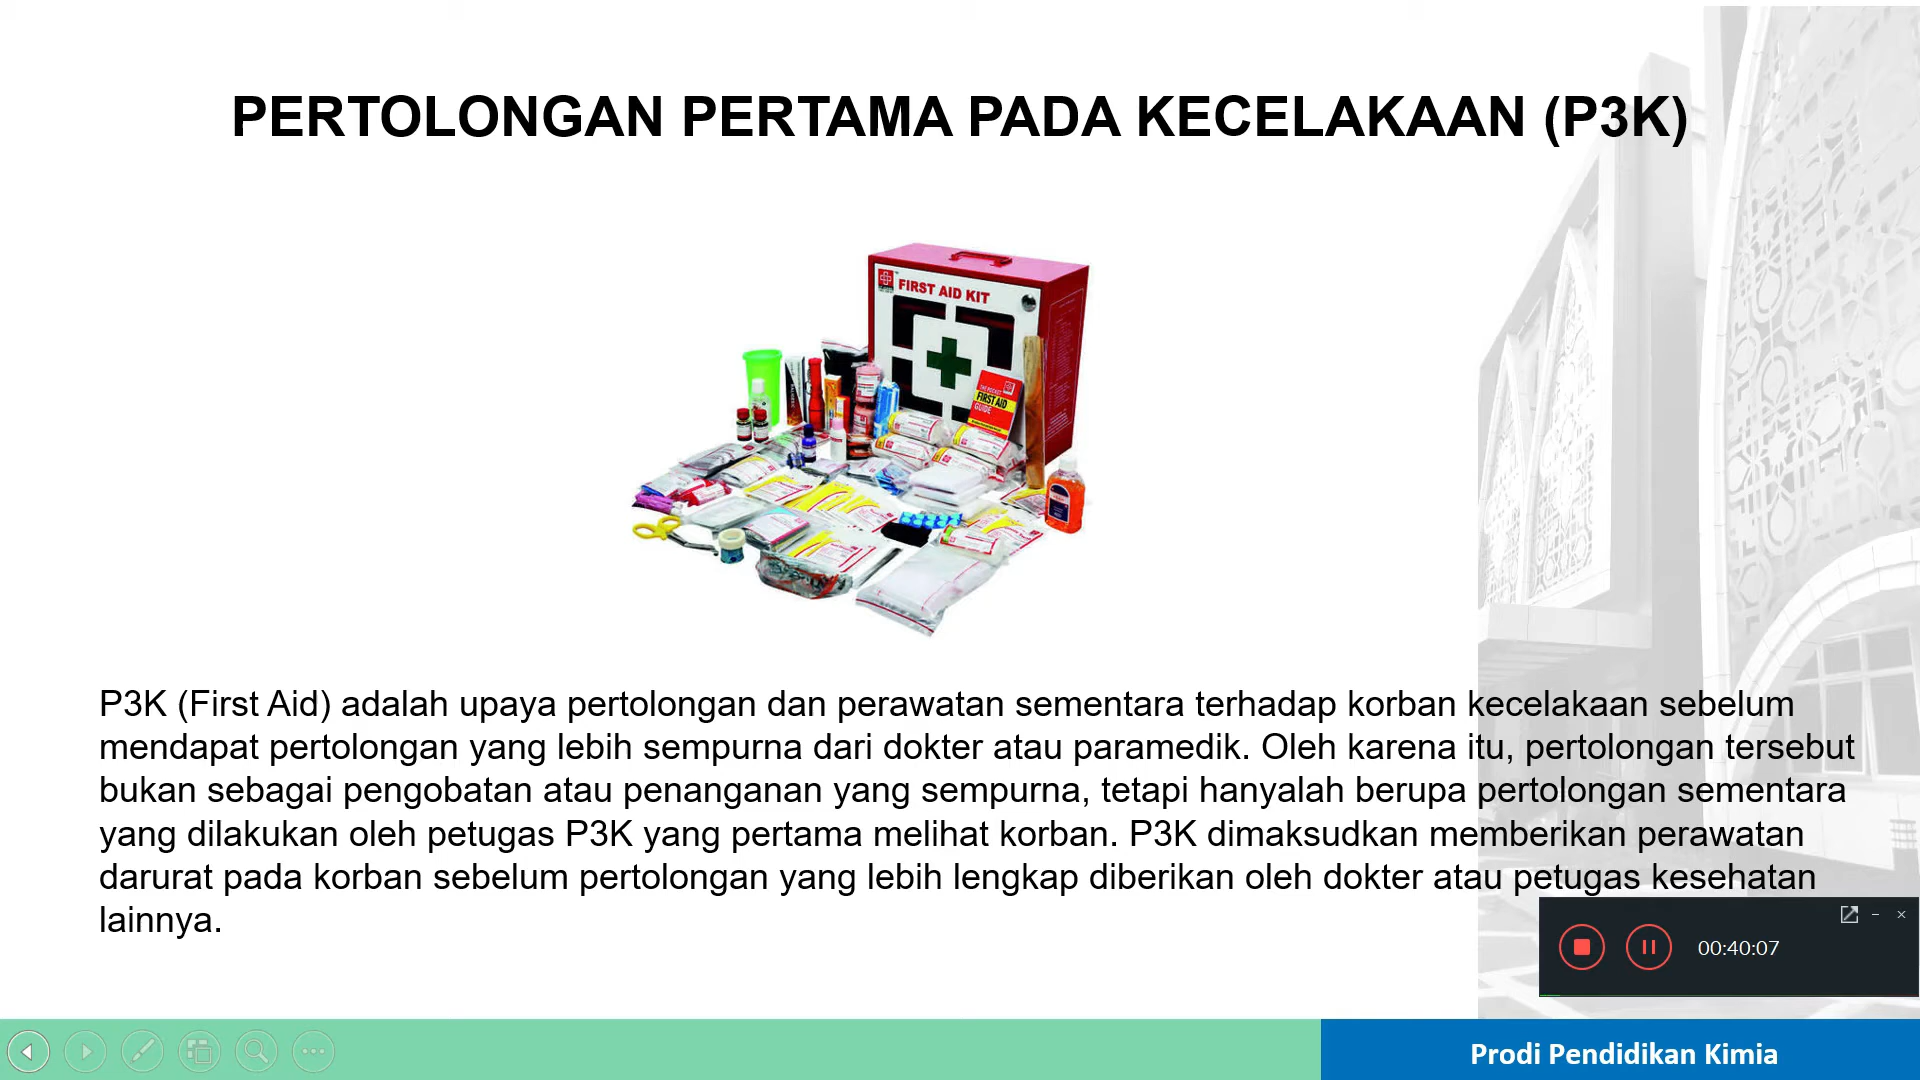 PERTOLONGAN PERTAMA PADA KECELAKAAN (P3K)
FIRST AID KIT
FIRST AID
GUIDE
P3K (First Aid) adalah upaya pertolongan dan perawatan sementara terhadap korban kecelakaan sebelum
mendapat pertolongan yang lebih sempurna dari dokter atau paramedik. Oleh karena itu, pertolongan tersebut
bukan sebagai pengobatan atau penanganan yang sempurna, tetapi hanyalah berupa pertolongan sementara
yang dilakukan oleh petugas P3K yang pertama melihat korban. P3K dimaksudkan memberikan perawatan
darurat pada korban sebelum pertolongan yang lebih lengkap diberikan oleh dokter atau petugas kesehatan
lainnya.
00:40:07
Prodi Pendidikan Kimia